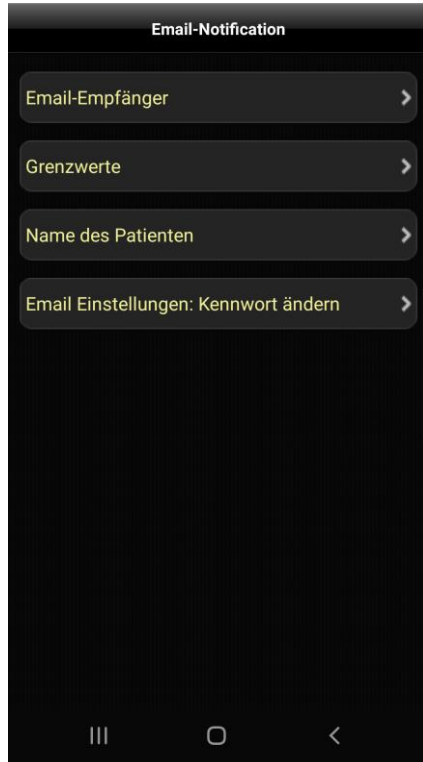 Email-Notification
Email-Empfänger
Grenzwerte
Name des Patienten
Email Einstellungen: Kennwort ändern